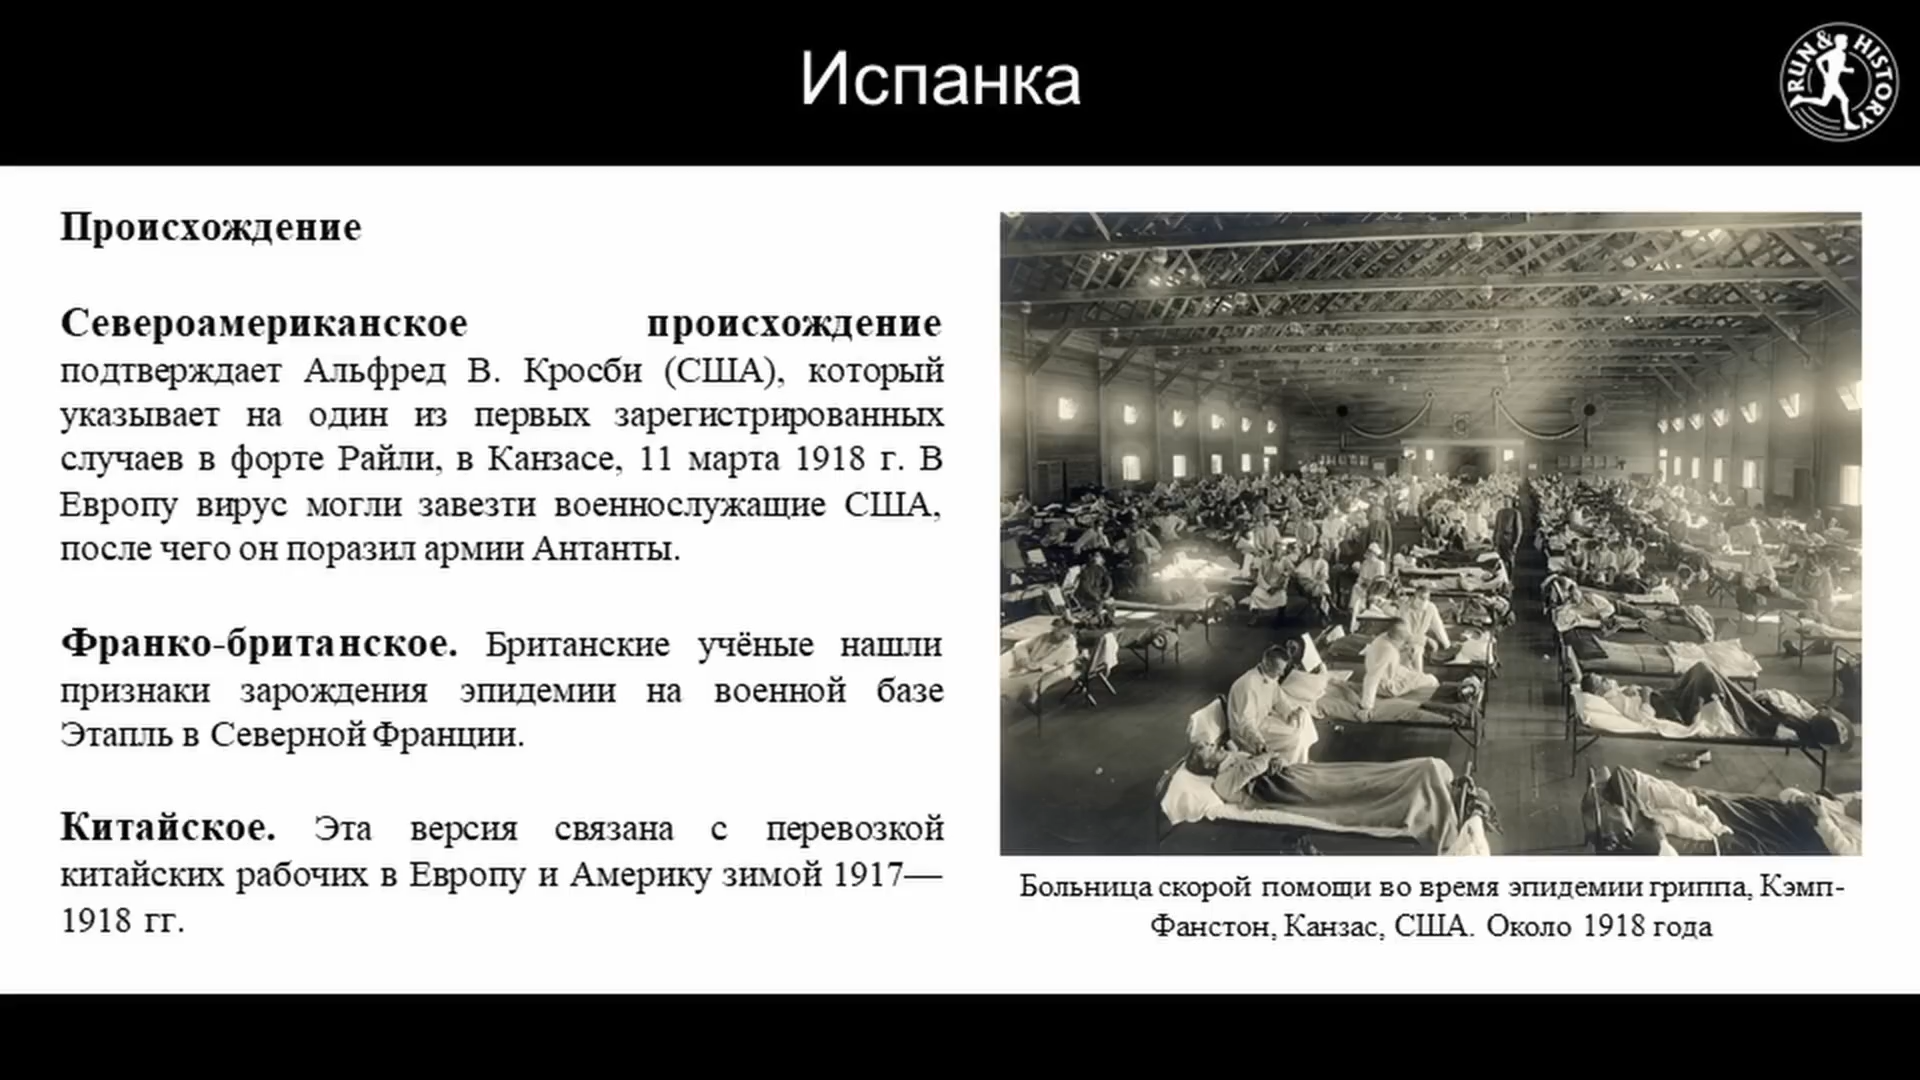 Испанка
RUN & HISTORY
Происхождение
Североамериканское происхождение
подтверждает Альфред В. Кросби (США), который
указывает на один из первых зарегистрированных
случаев в форте Райли, в Канзасе, 11 марта 1918 г. В
Европу вирус могли завезти военнослужащие США,
после чего он поразил армии Антанты.
Франко-британское. Британские учёные нашли
признаки зарождения эпидемии на военной базе
Этапль в Северной Франции.
Китайское. Эта версия связана с перевозкой
китайских рабочих в Европу и Америку зимой 1917—
1918 гг.
Больница скорой помощи во время эпидемии гриппа, Кэмп-
Фанстон, Канзас, США. Около 1918 года